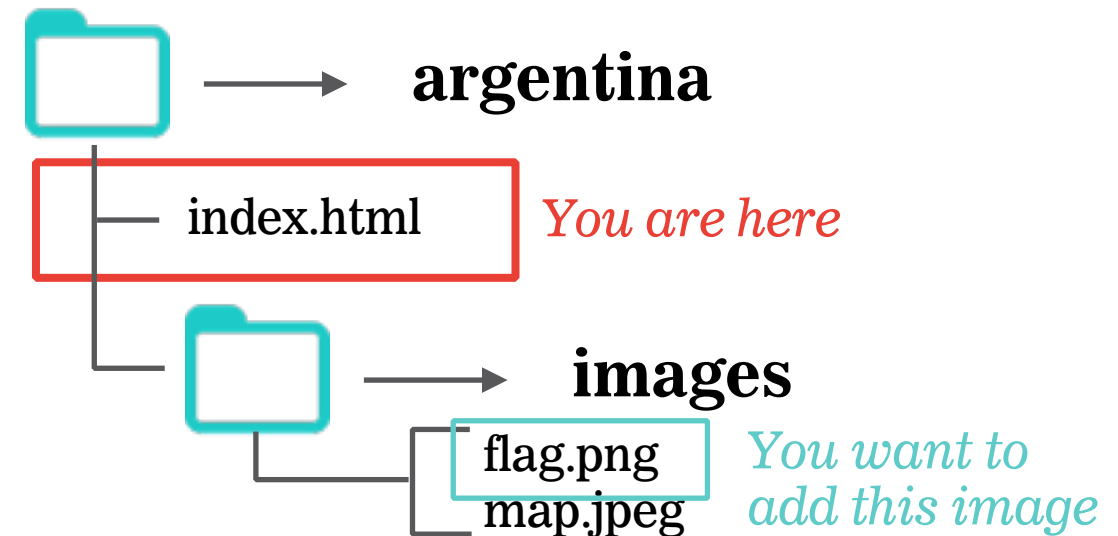 argentina
index.html
You are here
images
flag.png
map.jpeg
You want to
add this image